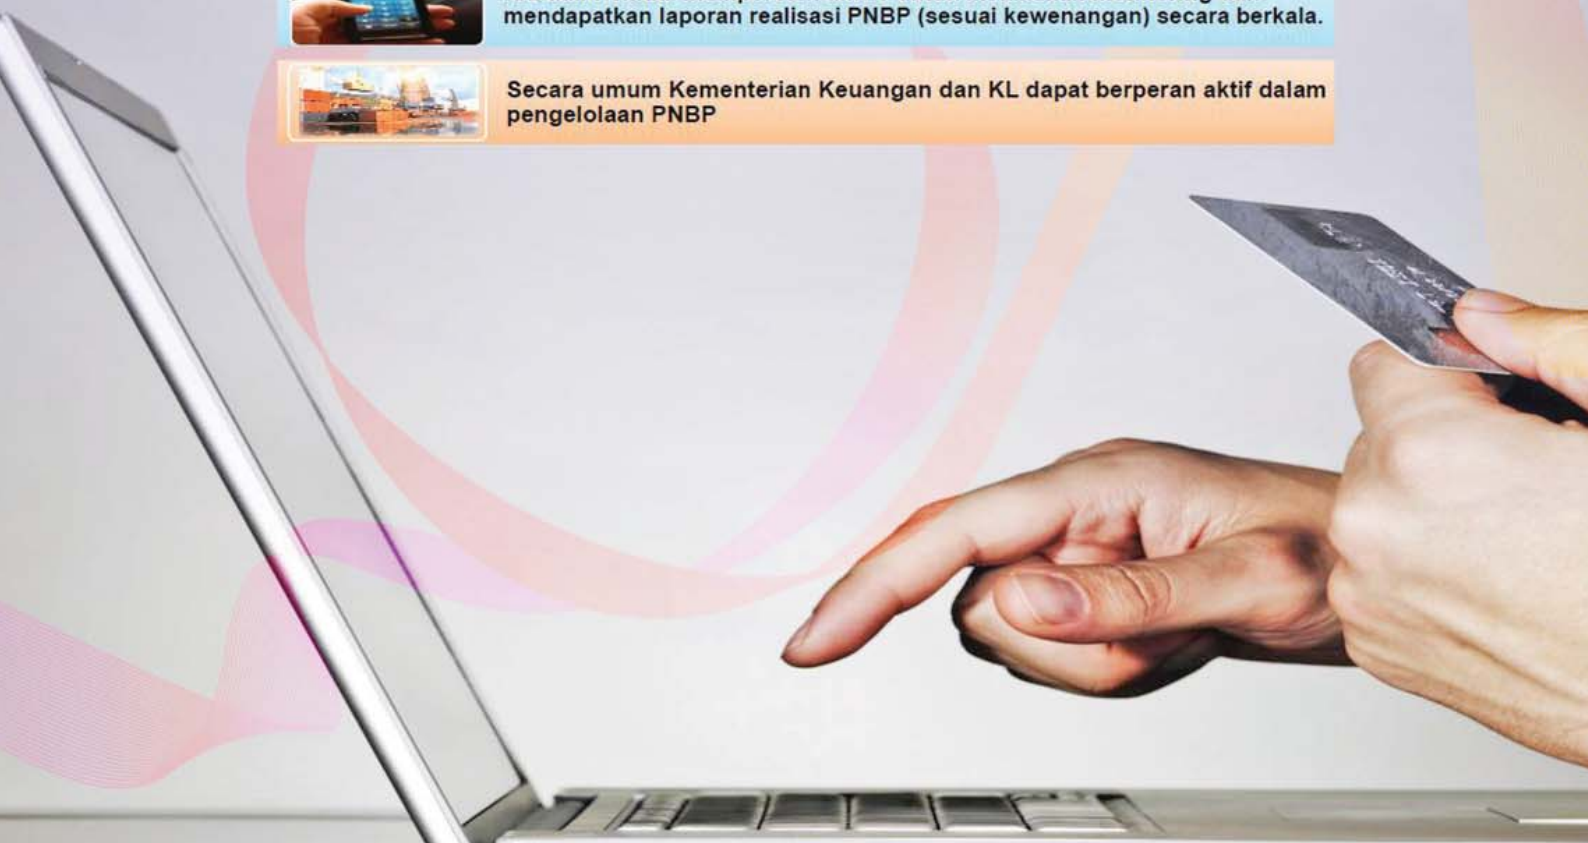 mendapatkan laporan realisasi PNBP (sesuai kewenangan) secara berkala.
Secara umum Kementerian Keuangan dan KL dapat berperan aktif dalam
pengelolaan PNBP